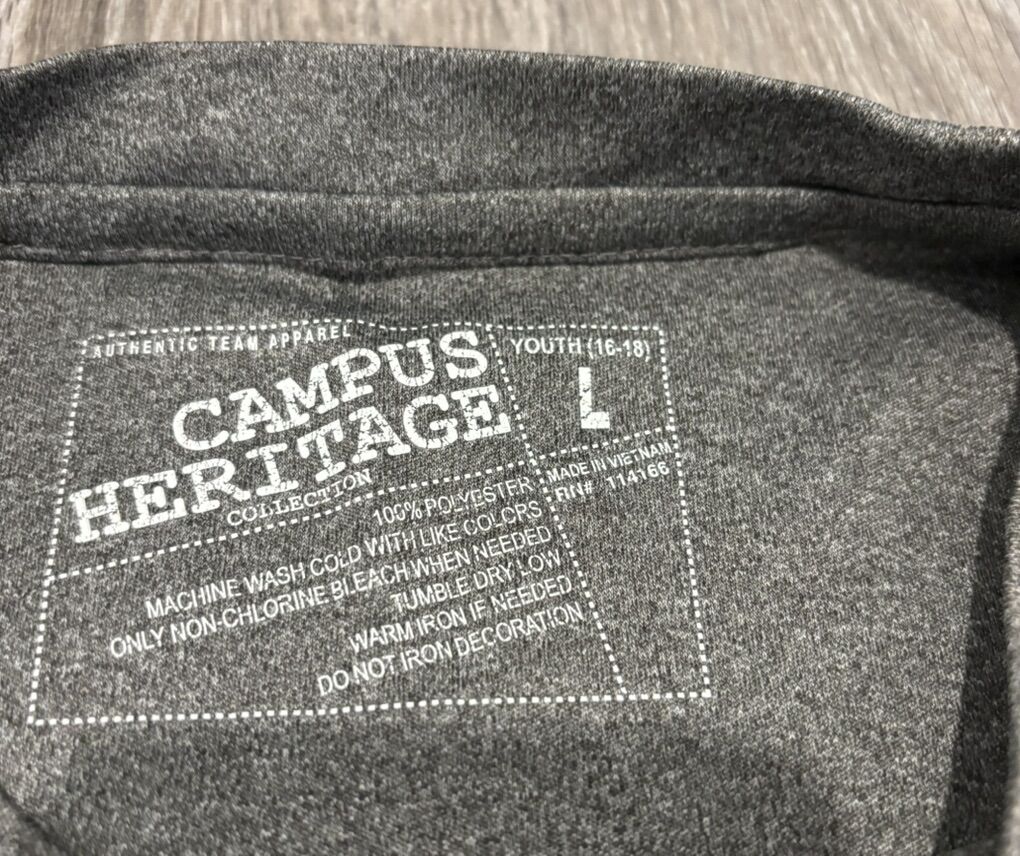 AUTHENTIC TEAM APPAREL
CAMPUS
HERITAGE
COLLECTION
YOUTH (16-18)
L
MADE IN VIETNAM
RN# 114166
100% POLYESTER
MACHINE WASH COLD WITH LIKE COLORS
ONLY NON-CHLORINE BLEACH WHEN NEEDED
TUMBLE DRY LOW
WARM IRON IF NEEDED
DO NOT IRON DECORATION